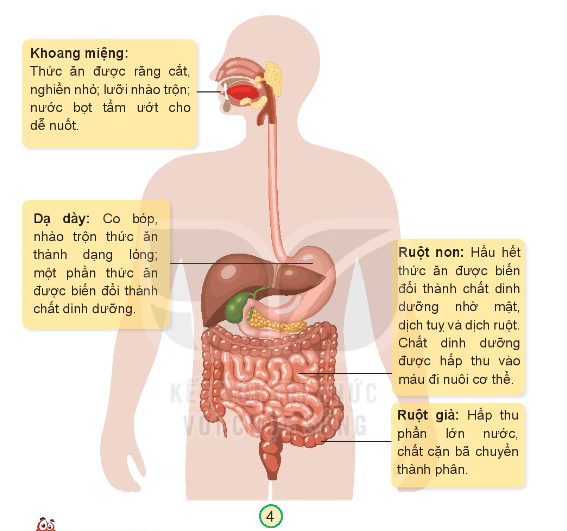 Khoang miệng:
Thức ăn được răng cắt,
nghiền nhỏ; lưỡi nhào trộn;
nước bọt tẩm ướt cho
dễ nuốt.
Dạ dày: Co bóp,
nhào trộn thức ăn
thành dạng lỏng;
một phần thức ăn
được biến đổi thành
chất dinh dưỡng.
Ruột non: Hầu hết
thức ăn được biến
đổi thành chất dinh
dưỡng nhờ mật,
dịch tuỵ và dịch ruột.
Chất dinh dưỡng
được hấp thu vào
máu đi nuôi cơ thể.
Ruột già: Hấp thu
phần lớn nước,
chất cặn bã chuyển
thành phân.
4